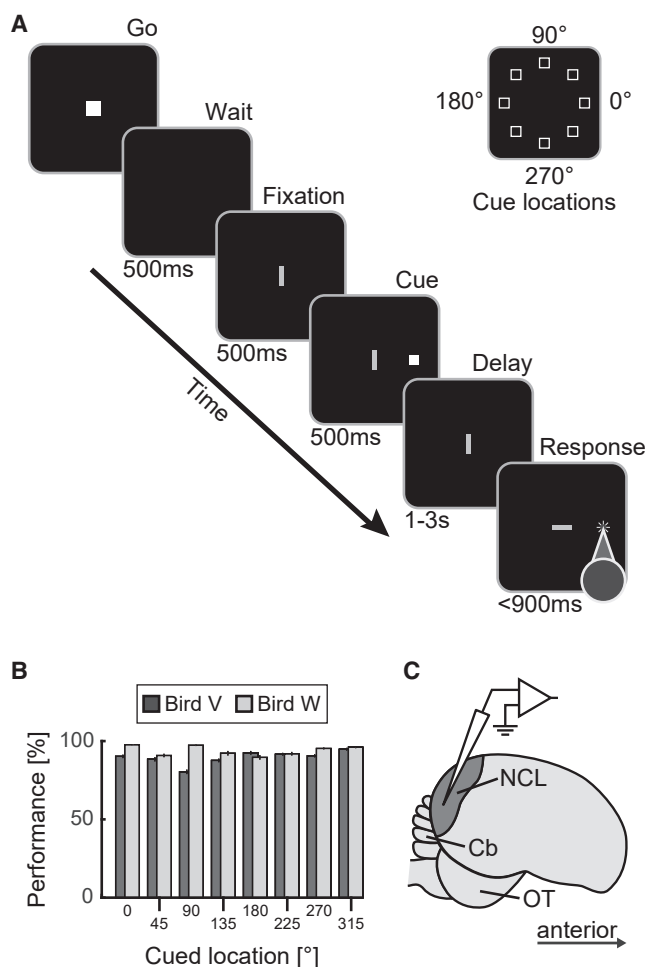 A
Go
Wait
500ms
Fixation
500ms
Cue
500ms
Delay
1-3s
Response
<900ms
Time
90°
180°
0°
270°
Cue locations
B
Bird V Bird W
Performance [%]
100
50
0
0 45 90 135 180 225 270 315
Cued location [°]
C
NCL
Cb
OT
anterior